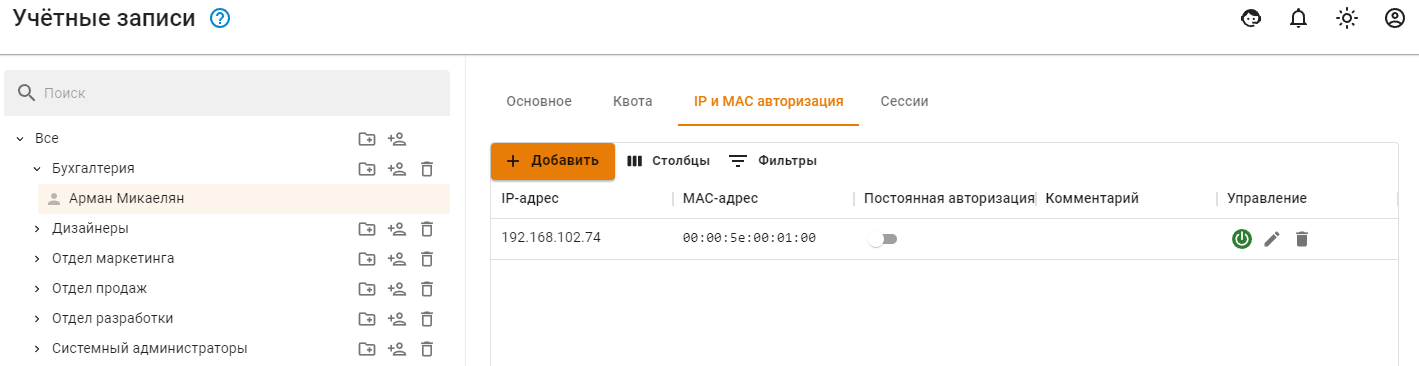 Учётные записи
Поиск
Все
Бухгалтерия
Арман Микаелян
Дизайнеры
Отдел маркетинга
Отдел продаж
Отдел разработки
Системный администраторы
Основное Квота IP и MAC авторизация Сессии
Добавить Столбцы Фильтры
IP-адрес MAC-адрес Постоянная авторизация Комментарий Управление
192.168.102.74 00:00:5e:00:01:00